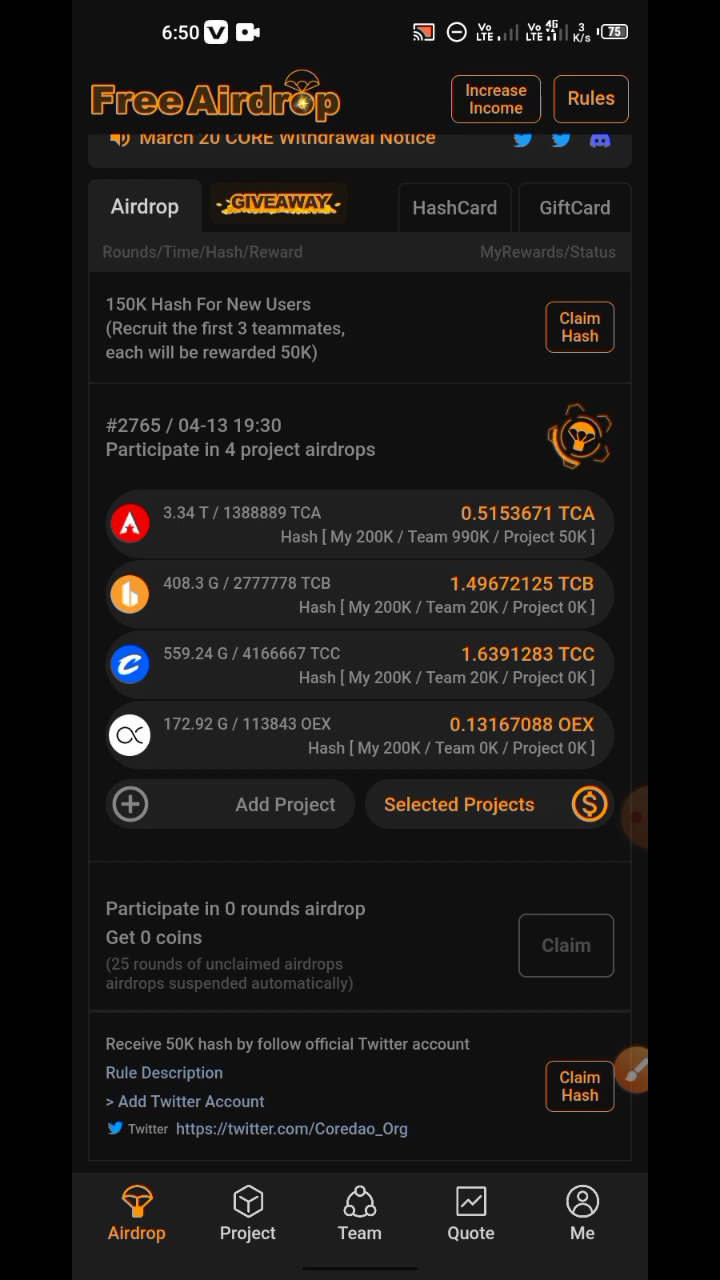 6:50
Vo LTE Vo LTE 4G 3 K/s 75
Free Airdrop
Increase Income
Rules
March 20 CORE Withdrawal Notice
Airdrop GIVEAWAY HashCard GiftCard
Rounds/Time/Hash/Reward MyRewards/Status
150K Hash For New Users
(Recruit the first 3 teammates,
each will be rewarded 50K)
Claim
Hash
#2765 / 04-13 19:30
Participate in 4 project airdrops
3.34 T / 1388889 TCA 0.5153671 TCA
Hash [ My 200K / Team 990K / Project 50K ]
408.3 G / 2777778 TCB 1.49672125 TCB
Hash [ My 200K / Team 20K / Project 0K ]
559.24 G / 4166667 TCC 1.6391283 TCC
Hash [ My 200K / Team 20K / Project 0K ]
172.92 G / 113843 OEX 0.13167088 OEX
Hash [ My 200K / Team 0K / Project 0K ]
Add Project Selected Projects
Participate in 0 rounds airdrop
Get 0 coins
(25 rounds of unclaimed airdrops
airdrops suspended automatically)
Claim
Receive 50K hash by follow official Twitter account
Rule Description
> Add Twitter Account
Twitter https://twitter.com/Coredao_Org
Claim
Hash
Airdrop Project Team Quote Me